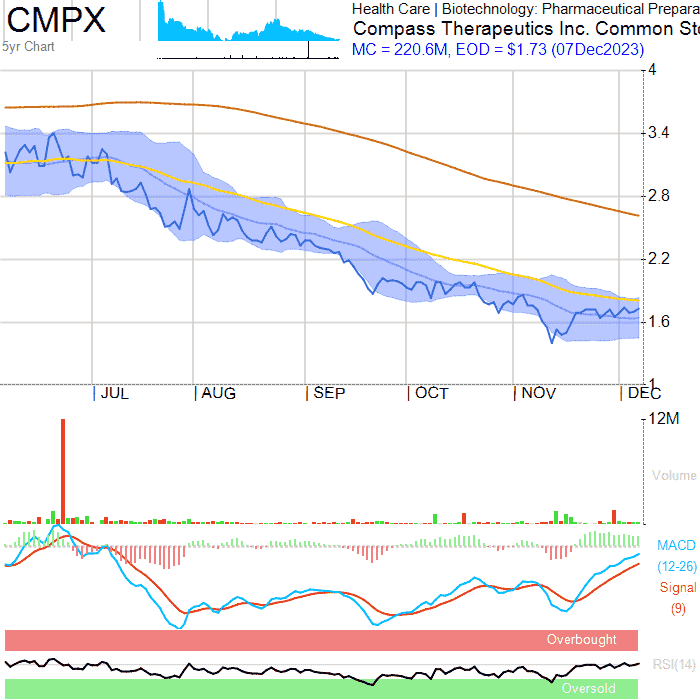 CMPX
5yr Chart
Health Care | Biotechnology: Pharmaceutical Prepara
Compass Therapeutics Inc. Common Sto
MC = 220.6M, EOD = $1.73 (07Dec2023)
4
3.4
2.8
2.2
1.6
1
JUL AUG SEP OCT NOV DEC
12M
Volume
MACD
(12-26)
Signal
(9)
Overbought
RSI(14)
Oversold